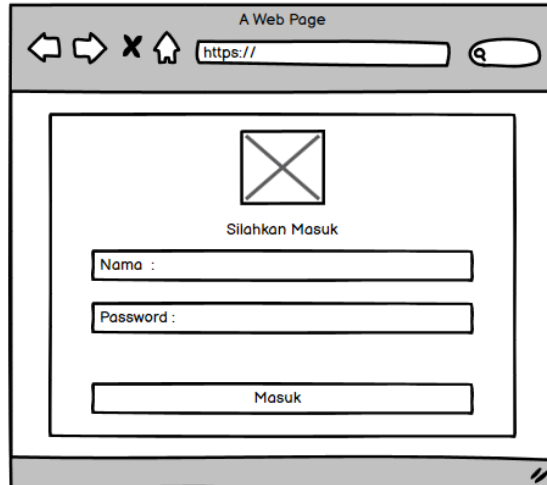 A Web Page
https://
Silahkan Masuk
Nama :
Password :
Masuk